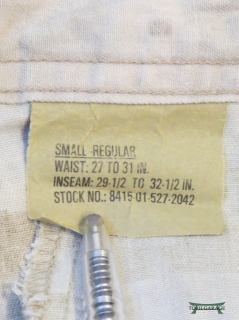 SMALL-REGULAR
WAIST: 27 TO 31 IN.
INSEAM: 29-1/2 TO 32-1/2 IN.
STOCK NO.: 8415-01-527-2042